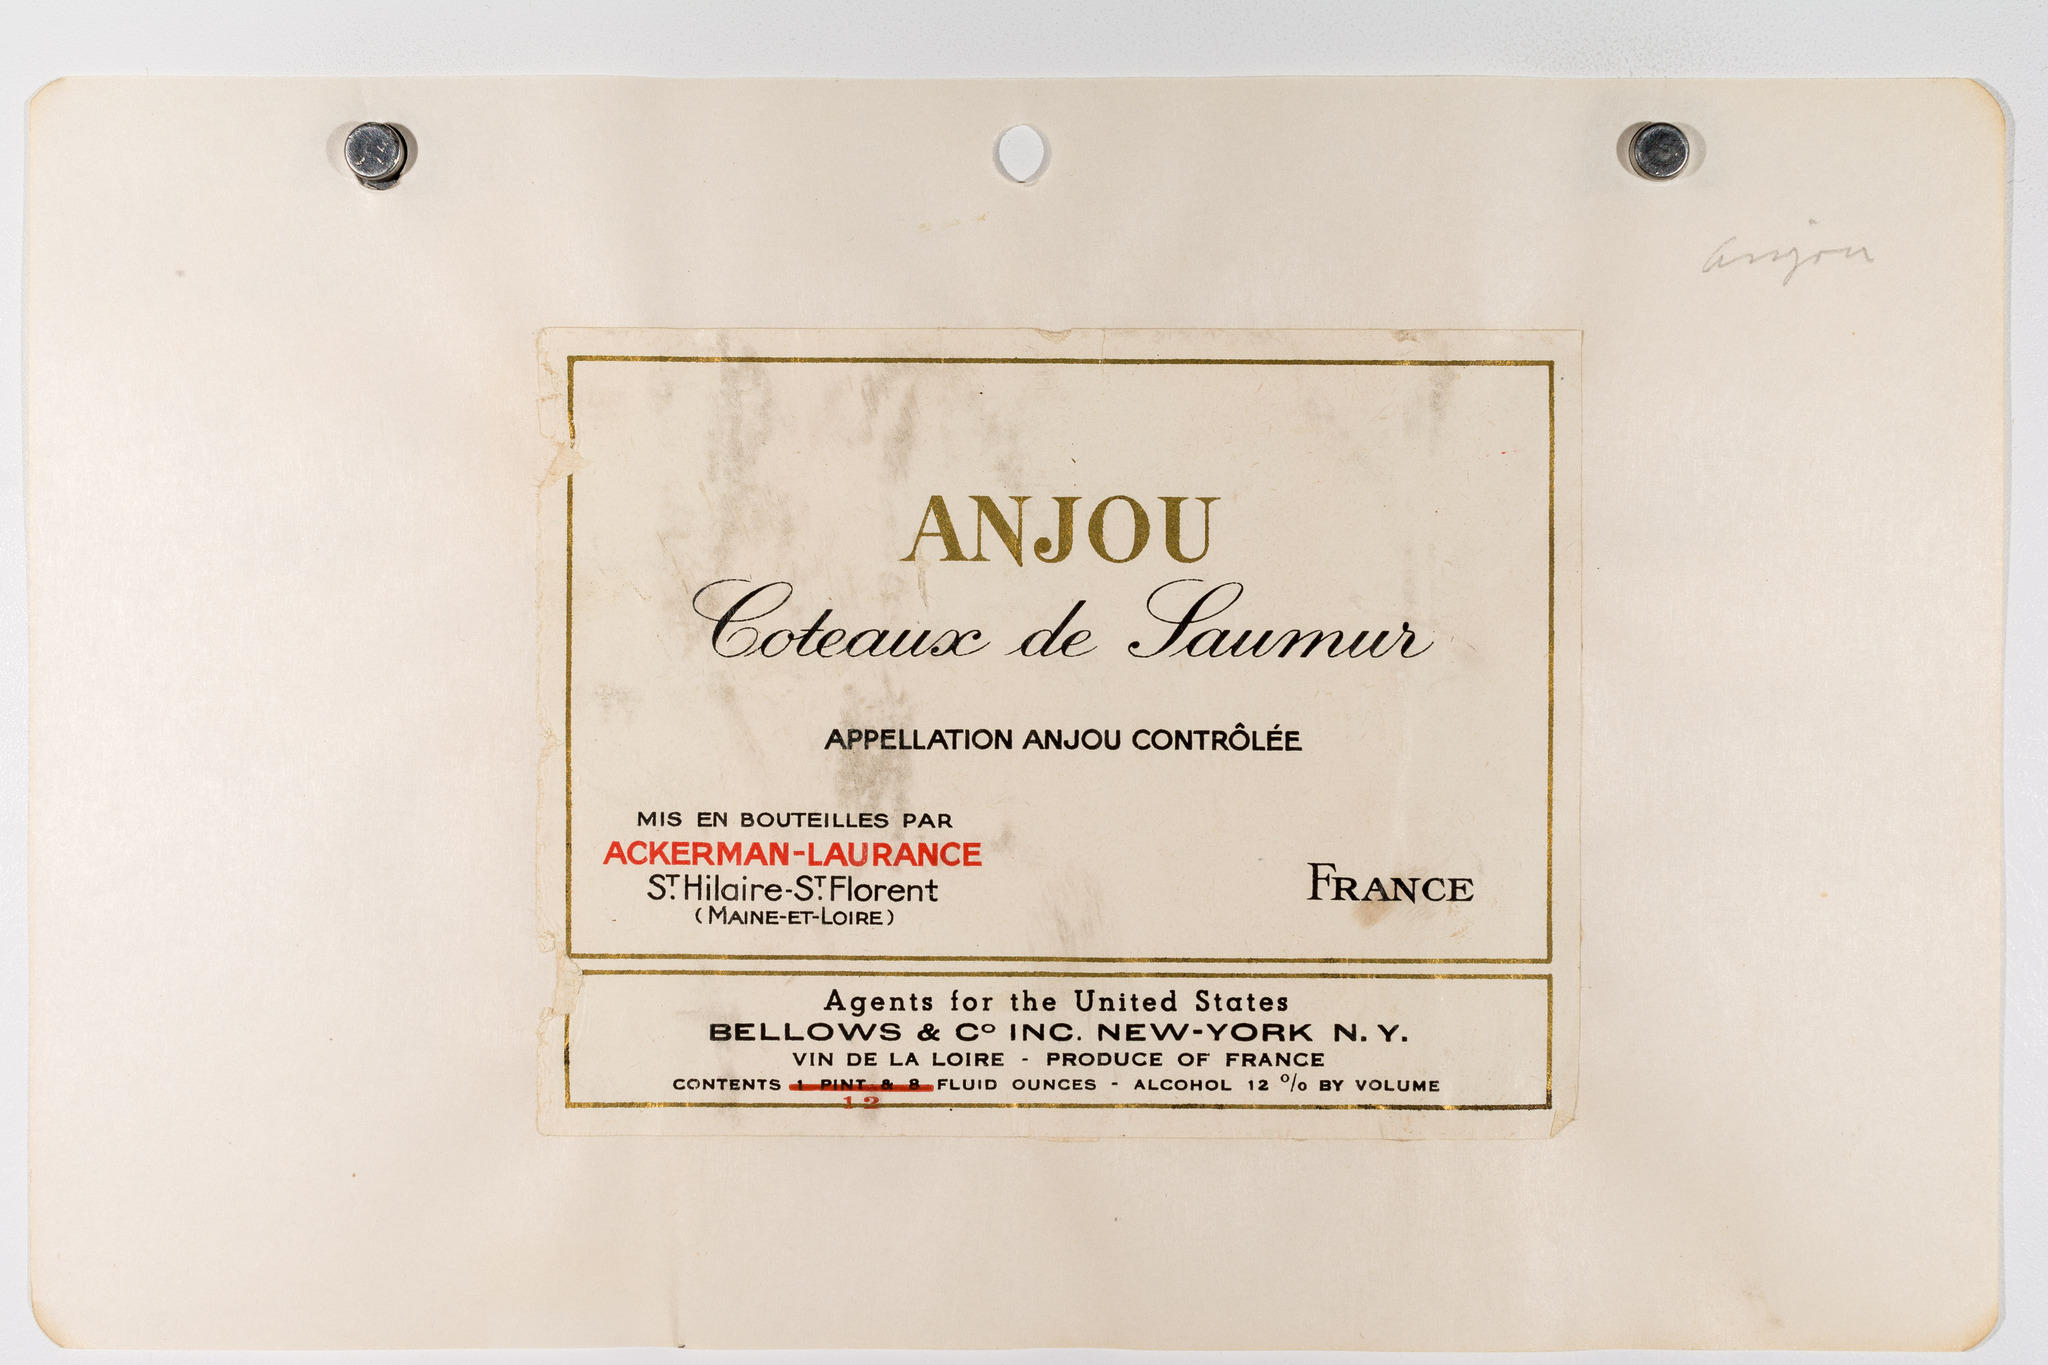 anjou
ANJOU
Coteaux de Saumur
APPELLATION ANJOU CONTRÔLÉE
MIS EN BOUTEILLES PAR
ACKERMAN-LAURANCE
ST. Hilaire-ST. Florent
(MAINE-ET-LOIRE)
FRANCE
Agents for the United States
BELLOWS & Cº INC. NEW-YORK N.Y.
VIN DE LA LOIRE - PRODUCE OF FRANCE
CONTENTS 1 PINT & 8 FLUID OUNCES - ALCOHOL 12 % BY VOLUME
12